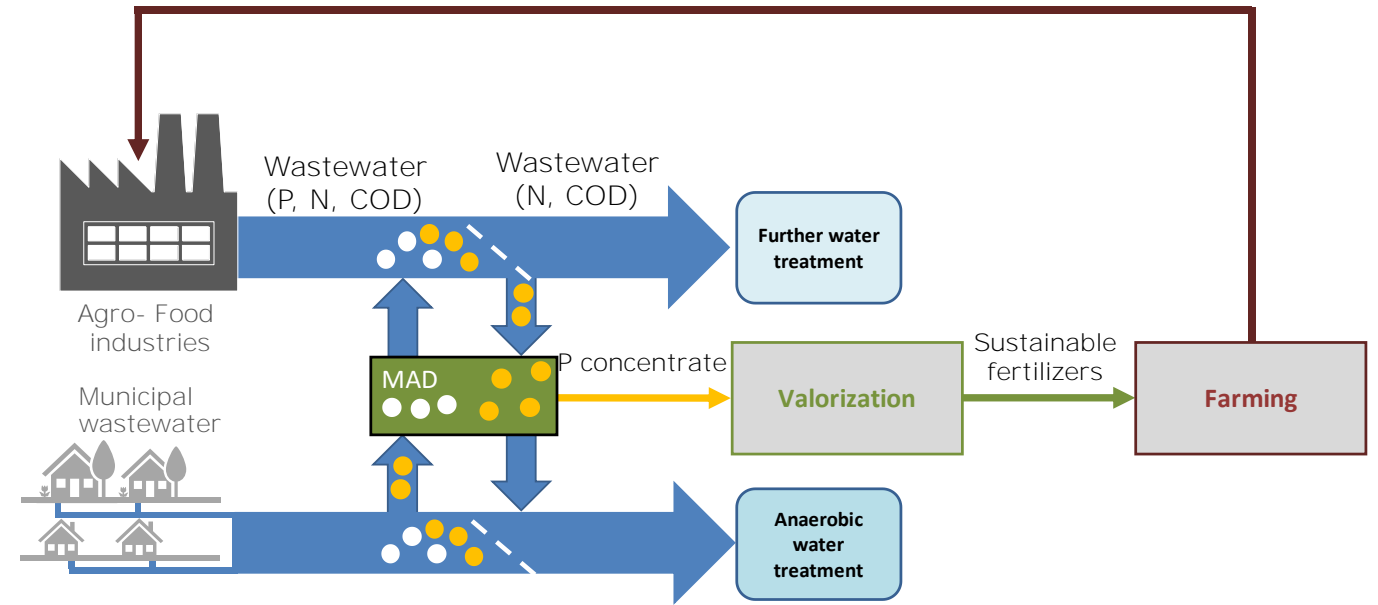 Wastewater
(P, N, COD)
Wastewater
(N, COD)
Further water
treatment
Agro- Food
industries
MAD
P concentrate
Valorization
Sustainable
fertilizers
Farming
Municipal
wastewater
Anaerobic
water
treatment